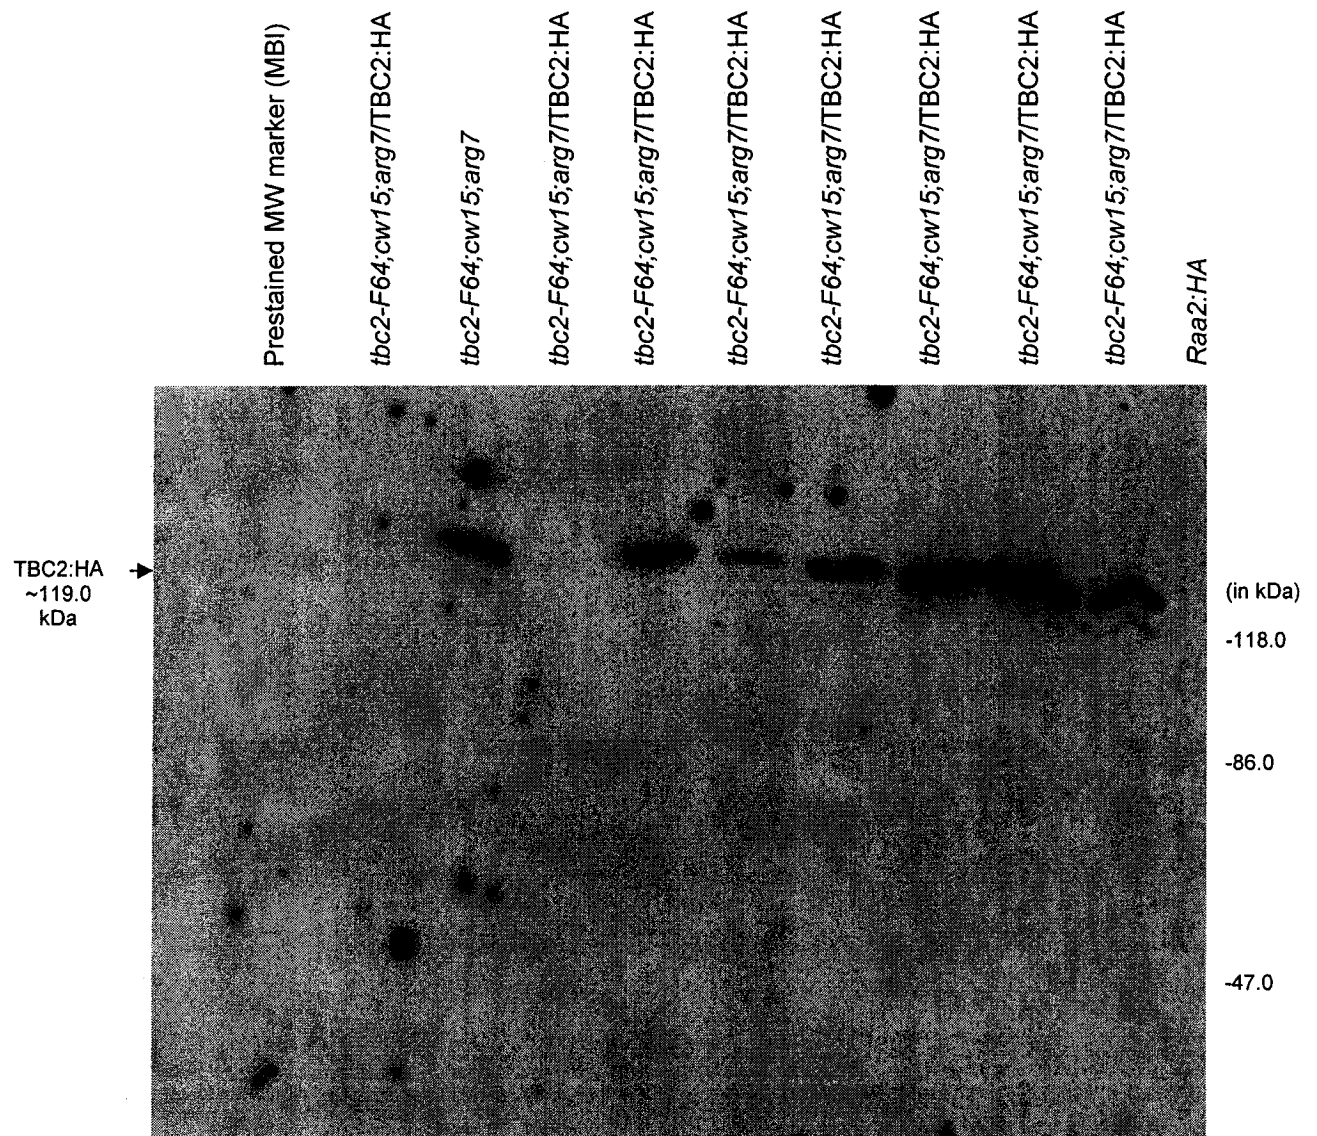 Prestained MW marker (MBI)
tbc2-F64;cw15;arg7/TBC2:HA
tbc2-F64;cw15;arg7
tbc2-F64;cw15;arg7/TBC2:HA
tbc2-F64;cw15;arg7/TBC2:HA
tbc2-F64;cw15;arg7/TBC2:HA
tbc2-F64;cw15;arg7/TBC2:HA
tbc2-F64;cw15;arg7/TBC2:HA
tbc2-F64;cw15;arg7/TBC2:HA
tbc2-F64;cw15;arg7/TBC2:HA
Raa2:HA
TBC2:HA
~119.0
kDa
(in kDa)
-118.0
-86.0
-47.0